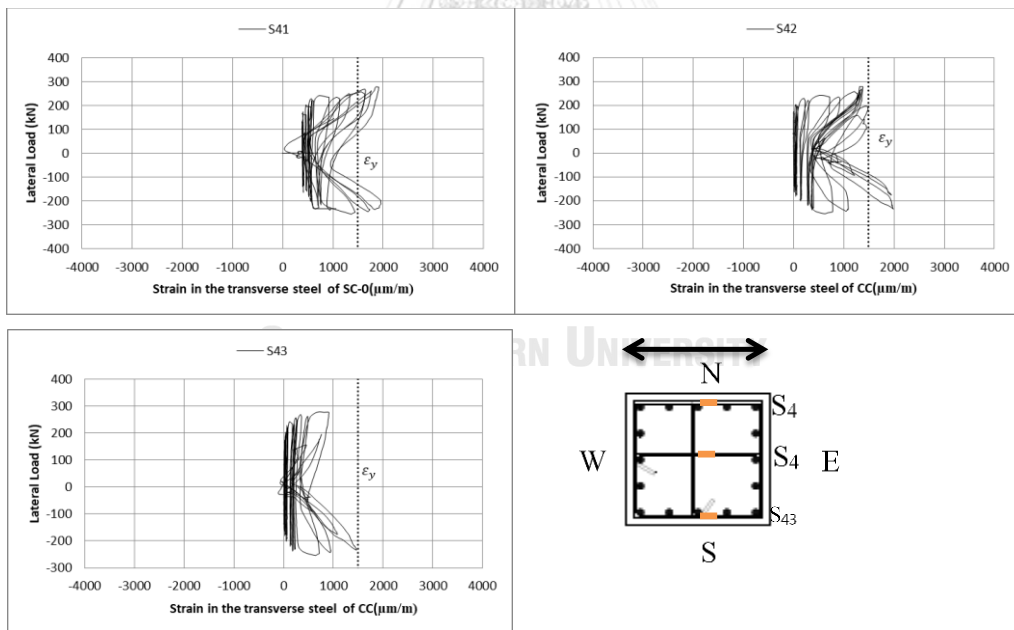 S41
400
300
200
100
0
-100
-200
-300
-400
-4000 -3000 -2000 -1000 0 1000 2000 3000 4000
Lateral Load (kN)
εy
Strain in the transverse steel of SC-0(μm/m)
S42
400
300
200
100
0
-100
-200
-300
-400
-4000 -3000 -2000 -1000 0 1000 2000 3000 4000
Lateral Load (kN)
εy
Strain in the transverse steel of CC(μm/m)
S43
400
300
200
100
0
-100
-200
-300
-4000 -3000 -2000 -1000 0 1000 2000 3000 4000
Lateral Load (kN)
εy
Strain in the transverse steel of CC(μm/m)
RN UNIVERSITY
N
S4
W S4 E
S43
S